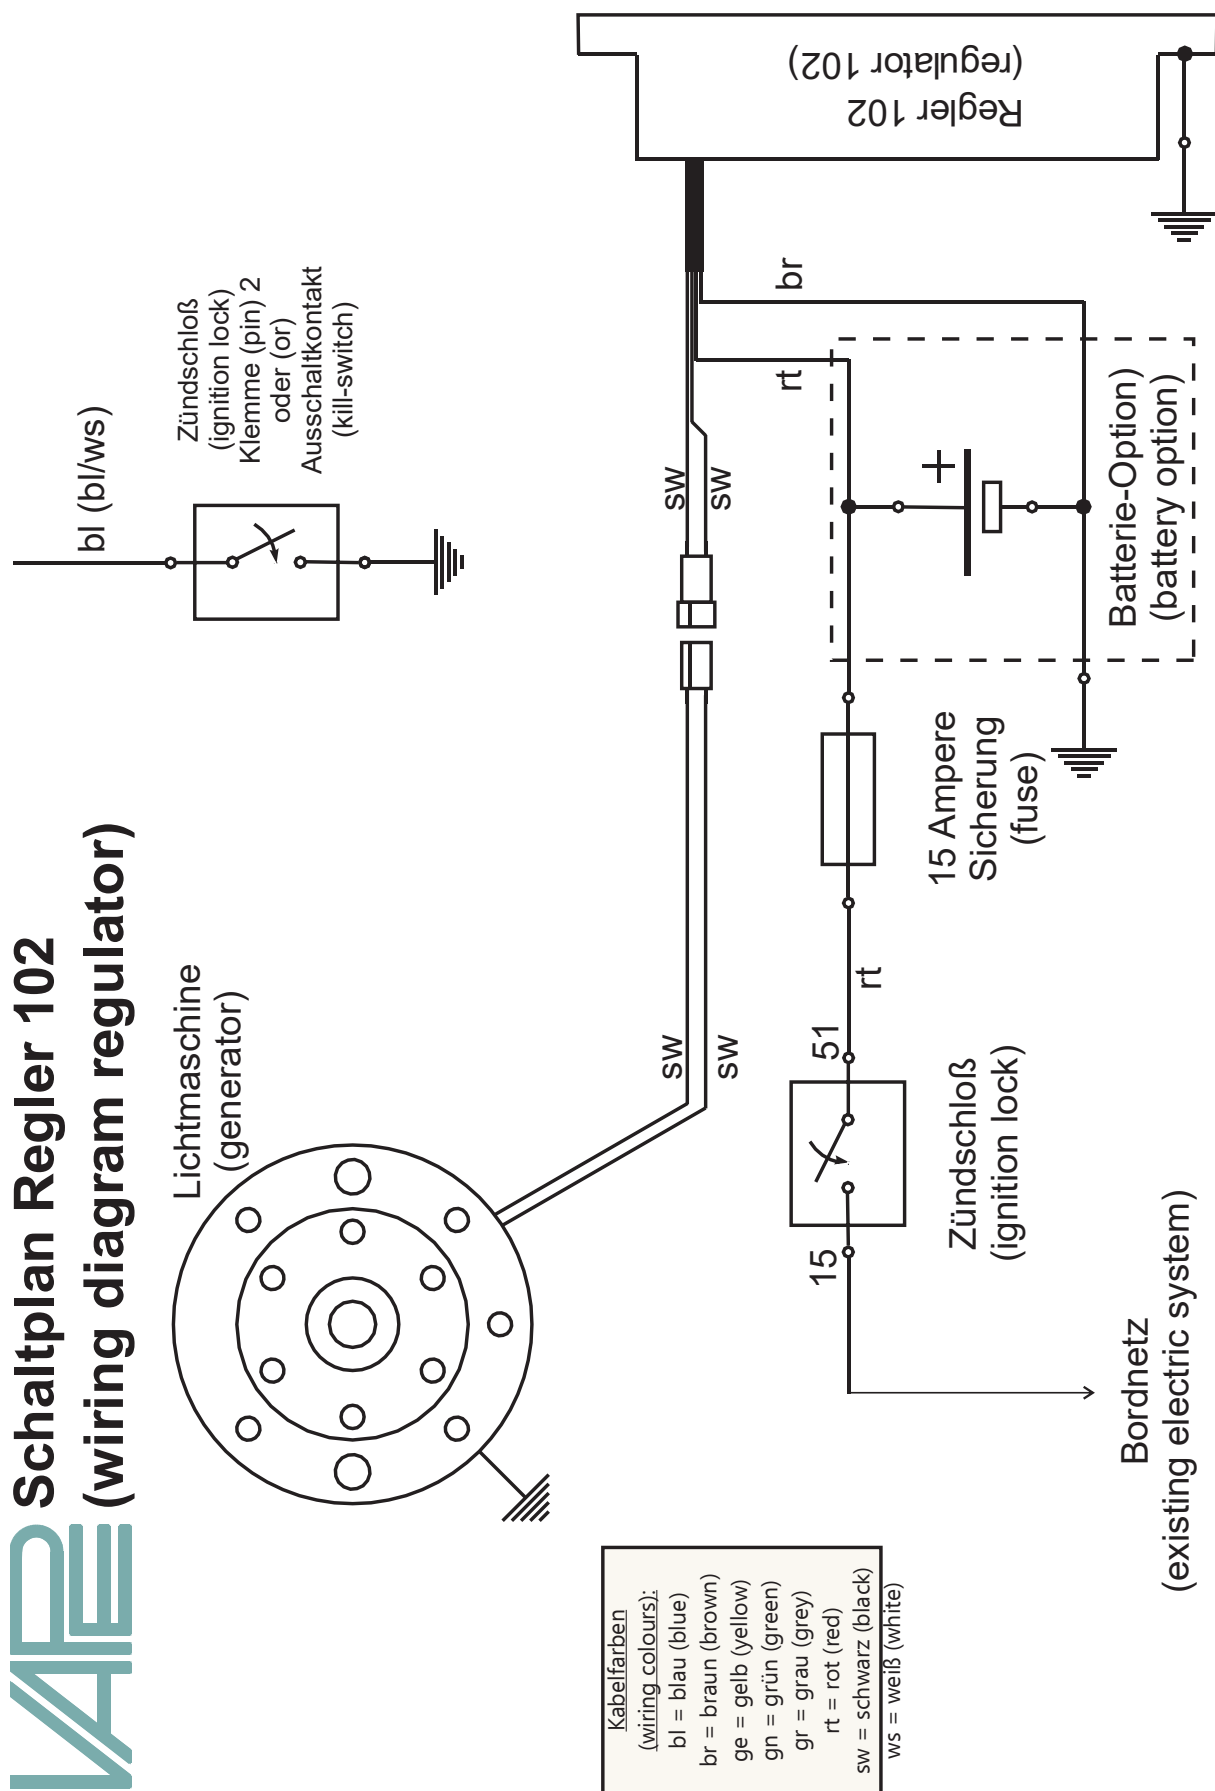 VAPE
Schaltplan Regler 102
(wiring diagram regulator)
Lichtmaschine
(generator)
bl (bl/ws)
Zündschloß
(ignition lock)
Klemme (pin) 2
oder (or)
Ausschaltkontakt
(kill-switch)
Regler 102
(regulator 102)
sw
sw
sw
sw
br
rt
Batterie-Option
(battery option)
+
15 Ampere
Sicherung
(fuse)
rt
51
15
Zündschloß
(ignition lock)
Bordnetz
(existing electric system)
Kabelfarben
(wiring colours):
bl = blau (blue)
br = braun (brown)
ge = gelb (yellow)
gn = grün (green)
gr = grau (grey)
rt = rot (red)
sw = schwarz (black)
ws = weiß (white)